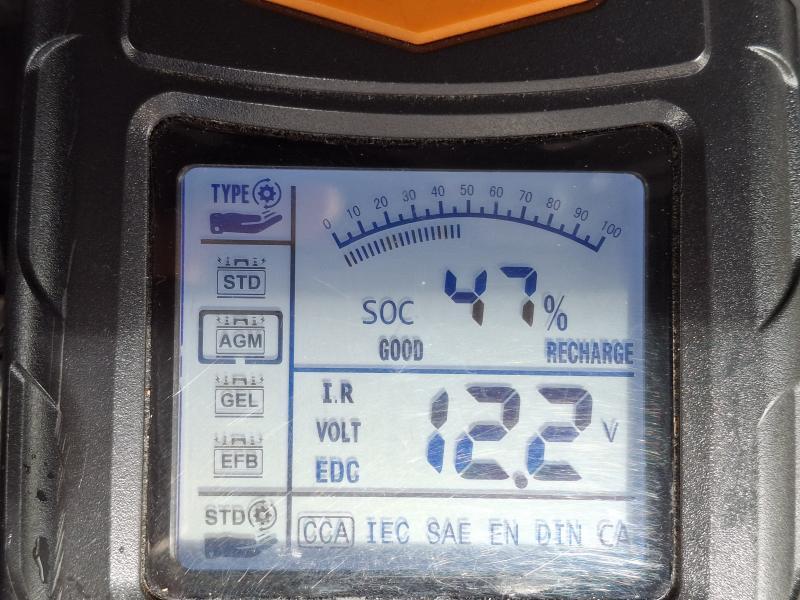 TYPE
0 10 20 30 40 50 60 70 80 90 100
STD
SOC 47%
AGM
GOOD RECHARGE
GEL
I.R
VOLT 12.2 V
EFB
EDC
STD
CCA IEC SAE EN DIN CA